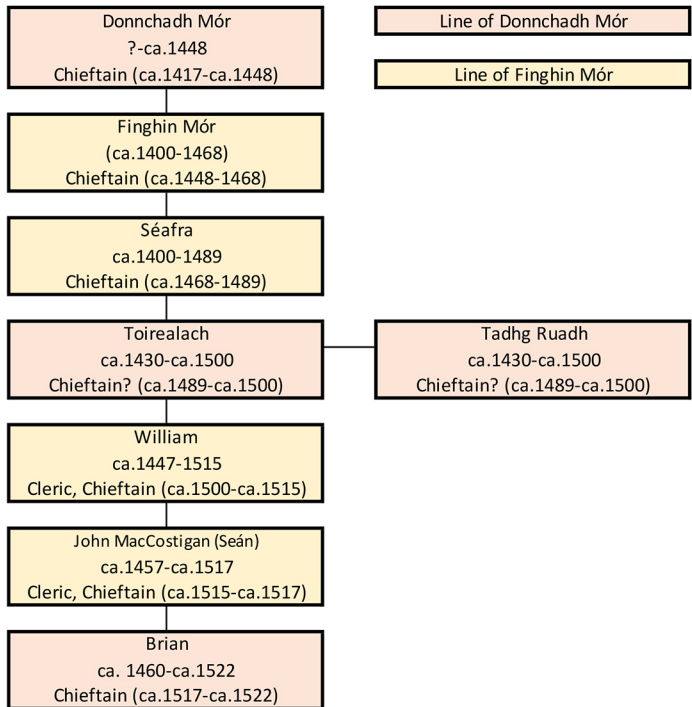 Donnchadh Mór
?-ca.1448
Chieftain (ca.1417-ca.1448)
Line of Donnchadh Mór
Line of Finghin Mór
Finghin Mór
(ca.1400-1468)
Chieftain (ca.1448-1468)
Séafra
ca.1400-1489
Chieftain (ca.1468-1489)
Toirealach
ca.1430-ca.1500
Chieftain? (ca.1489-ca.1500)
Tadhg Ruadh
ca.1430-ca.1500
Chieftain? (ca.1489-ca.1500)
William
ca.1447-1515
Cleric, Chieftain (ca.1500-ca.1515)
John MacCostigan (Seán)
ca.1457-ca.1517
Cleric, Chieftain (ca.1515-ca.1517)
Brian
ca. 1460-ca.1522
Chieftain (ca.1517-ca.1522)